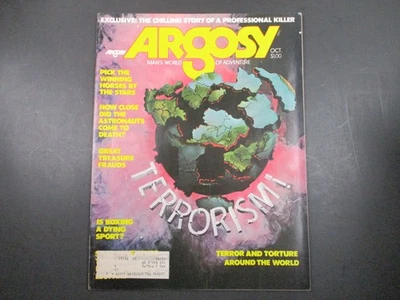 EXCLUSIVE: THE CHILLING STORY OF A PROFESSIONAL KILLER
ARGOSY
argosy
OCT.
$1.00
MAN'S WORLD OF ADVENTURE
PICK THE
WINNING
HORSES BY
THE STARS
HOW CLOSE
DID THE
ASTRONAUTS
COME TO
DEATH?
GREAT
TREASURE
FRAUDS
TERRORISM!
IS BOXING
A DYING
SPORT?
TERROR AND TORTURE
AROUND THE WORLD